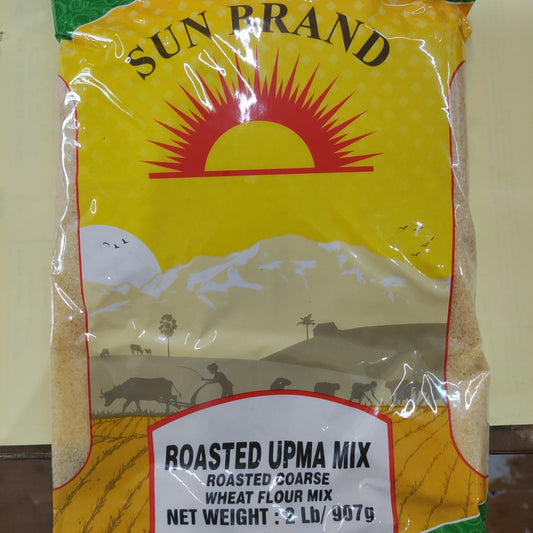 SUN BRAND
ROASTED UPMA MIX
ROASTED COARSE
WHEAT FLOUR MIX
NET WEIGHT : 2 Lb/ 907g